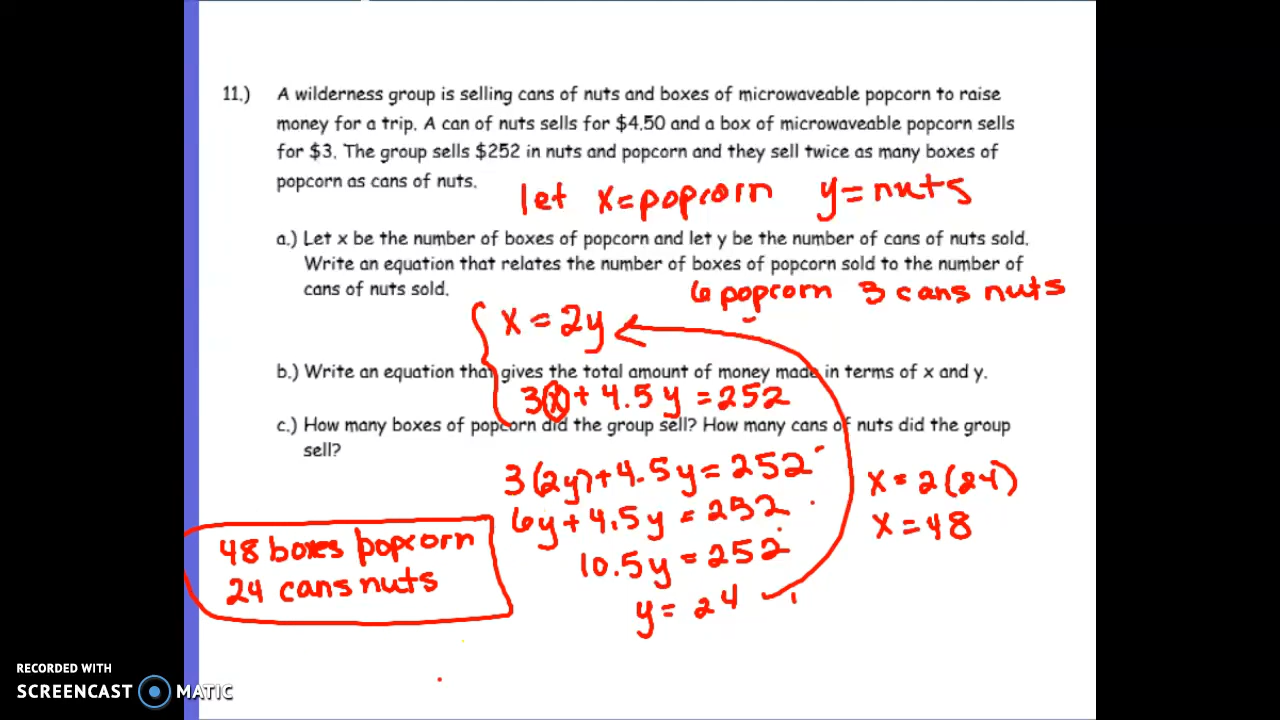 11.) A wilderness group is selling cans of nuts and boxes of microwaveable popcorn to raise
money for a trip. A can of nuts sells for $4.50 and a box of microwaveable popcorn sells
for $3. The group sells $252 in nuts and popcorn and they sell twice as many boxes of
popcorn as cans of nuts.
let x=popcorn y=nuts
a.) Let x be the number of boxes of popcorn and let y be the number of cans of nuts sold.
Write an equation that relates the number of boxes of popcorn sold to the number of
cans of nuts sold.
6 popcorn 3 cans nuts
x = 2y
b.) Write an equation that gives the total amount of money made in terms of x and y.
3x + 4.5y = 252
c.) How many boxes of popcorn did the group sell? How many cans of nuts did the group
sell?
3(2y)+4.5y=252
6y+4.5y=252
10.5y=252
y=24
x=2(24)
x=48
48 boxes popcorn
24 cans nuts
RECORDED WITH
SCREENCAST MATIC